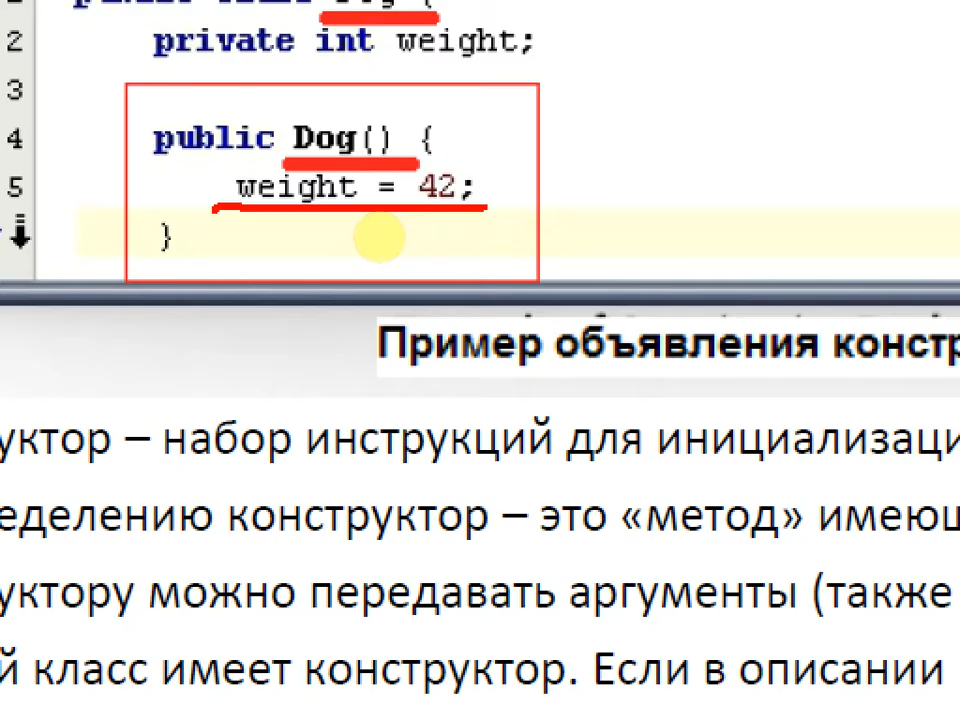 2 private int weight;
3
4 public Dog() {
5 weight = 42;
}
Пример объявления констр
уктор – набор инструкций для инициализаци
еделению конструктор – это «метод» имеющ
уктору можно передавать аргументы (также
й класс имеет конструктор. Если в описании